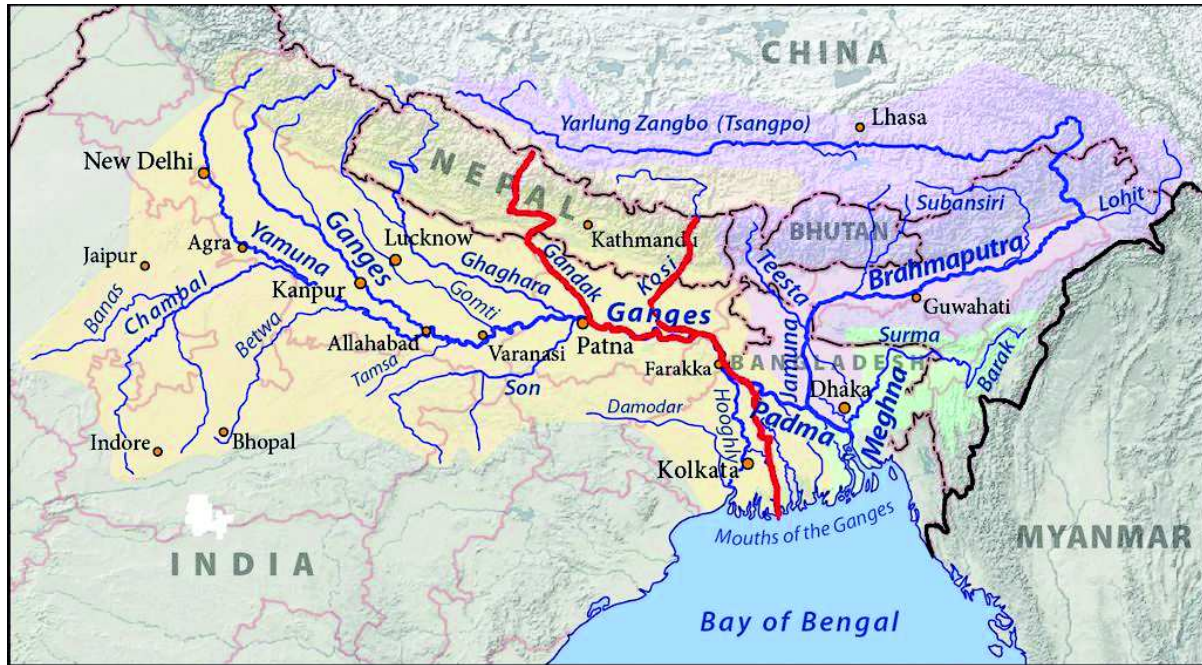 CHINA
Yarlung Zangbo (Tsangpo)
Lhasa
New Delhi
NEPAL
Subansiri
Lohit
Kathmandu
BHUTAN
Jaipur
Agra
Yamuna
Ganges
Lucknow
Ghaghara
Gandak
Kosi
Teesta
Brahmaputra
Banas
Chambal
Kanpur
Gomti
Ganges
Guwahati
Betwa
Allahabad
Varanasi
Patna
Jamuna
Surma
Barak
Tamsa
Son
Farakka
BANGLADESH
Dhaka
Meghna
Damodar
Hooghly
Padma
Indore
Bhopal
Kolkata
Mouths of the Ganges
INDIA
MYANMAR
Bay of Bengal